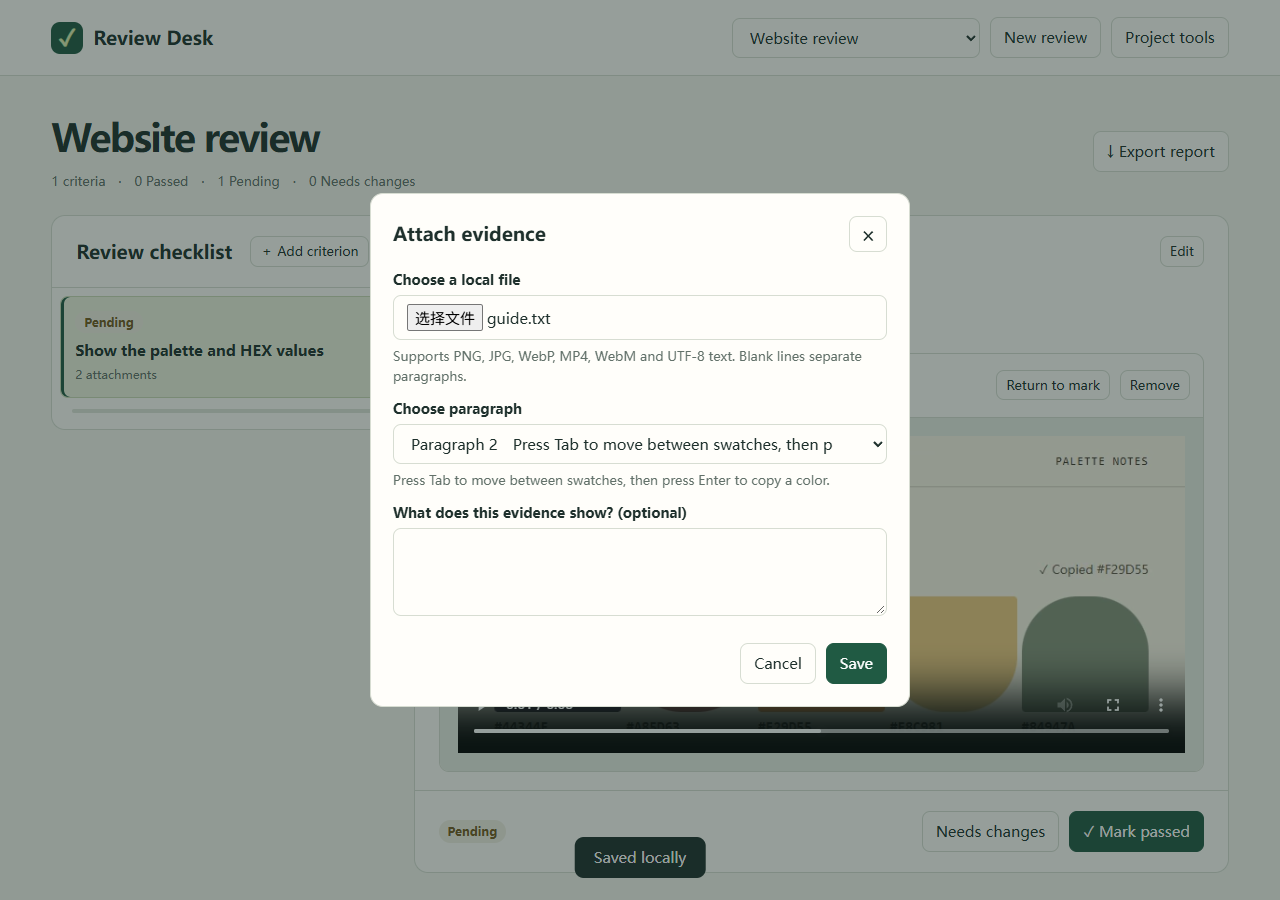 Review Desk
Website review
New review
Project tools
Website review
↓ Export report
1 criteria · 0 Passed · 1 Pending · 0 Needs changes
Review checklist
+ Add criterion
Edit
Pending
Show the palette and HEX values
2 attachments
Attach evidence
×
Choose a local file
选择文件 guide.txt
Supports PNG, JPG, WebP, MP4, WebM and UTF-8 text. Blank lines separate
paragraphs.
Choose paragraph
Paragraph 2 Press Tab to move between swatches, then p
Press Tab to move between swatches, then press Enter to copy a color.
What does this evidence show? (optional)
Cancel
Save
Return to mark
Remove
PALETTE NOTES
✓ Copied #F29D55
Pending
Needs changes
✓ Mark passed
Saved locally